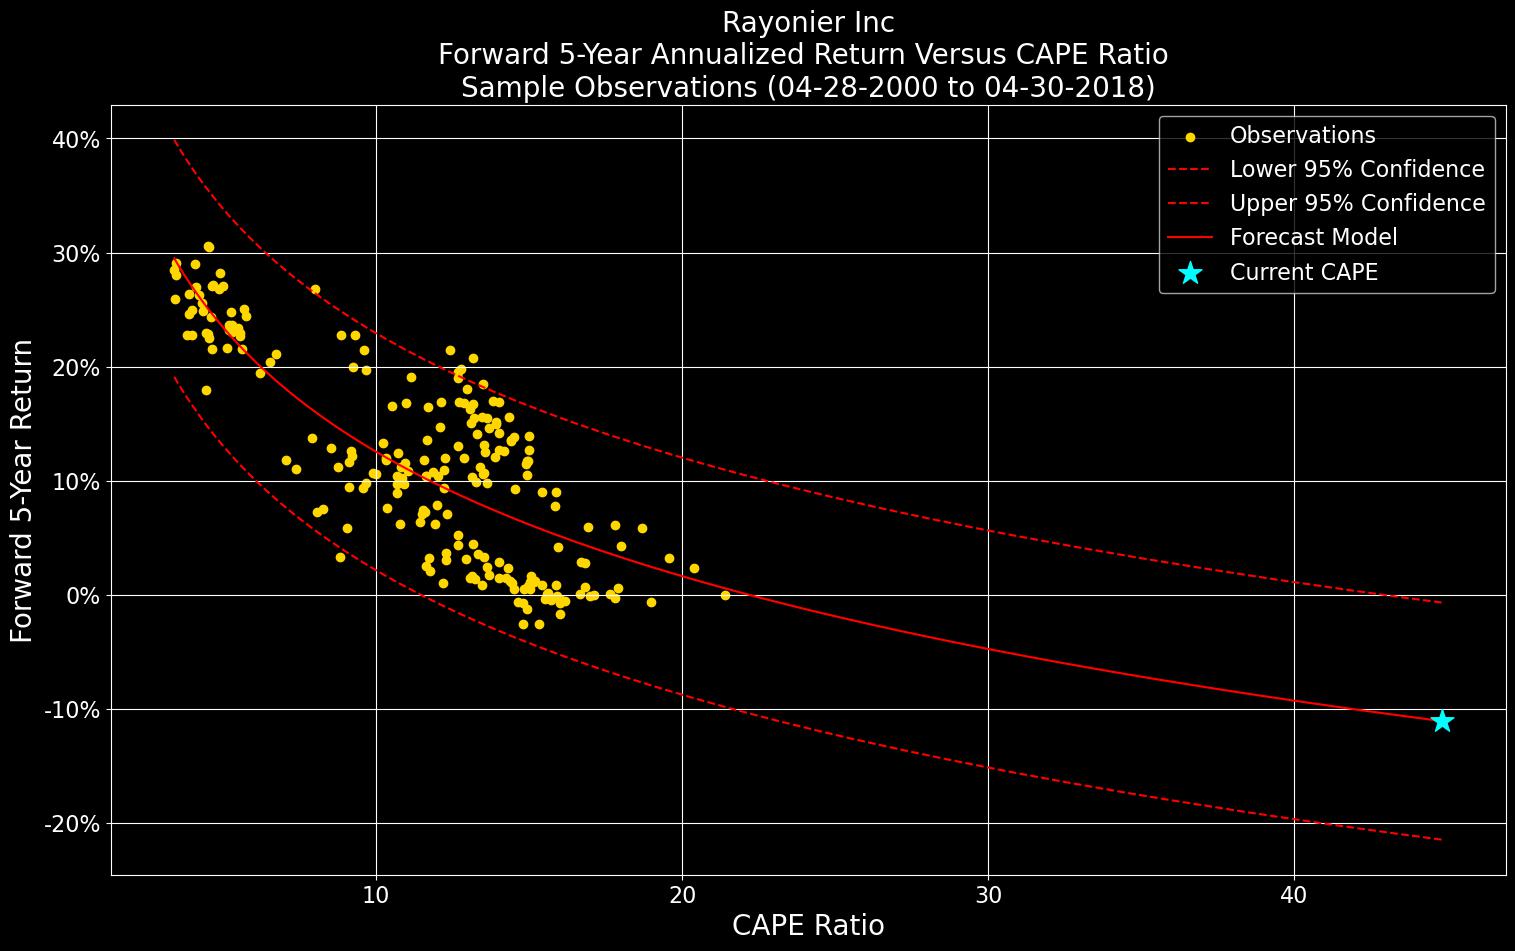 Rayonier Inc
Forward 5-Year Annualized Return Versus CAPE Ratio
Sample Observations (04-28-2000 to 04-30-2018)
Observations
Lower 95% Confidence
Upper 95% Confidence
Forecast Model
Current CAPE
Forward 5-Year Return
40%
30%
20%
10%
0%
-10%
-20%
10
20
30
40
CAPE Ratio